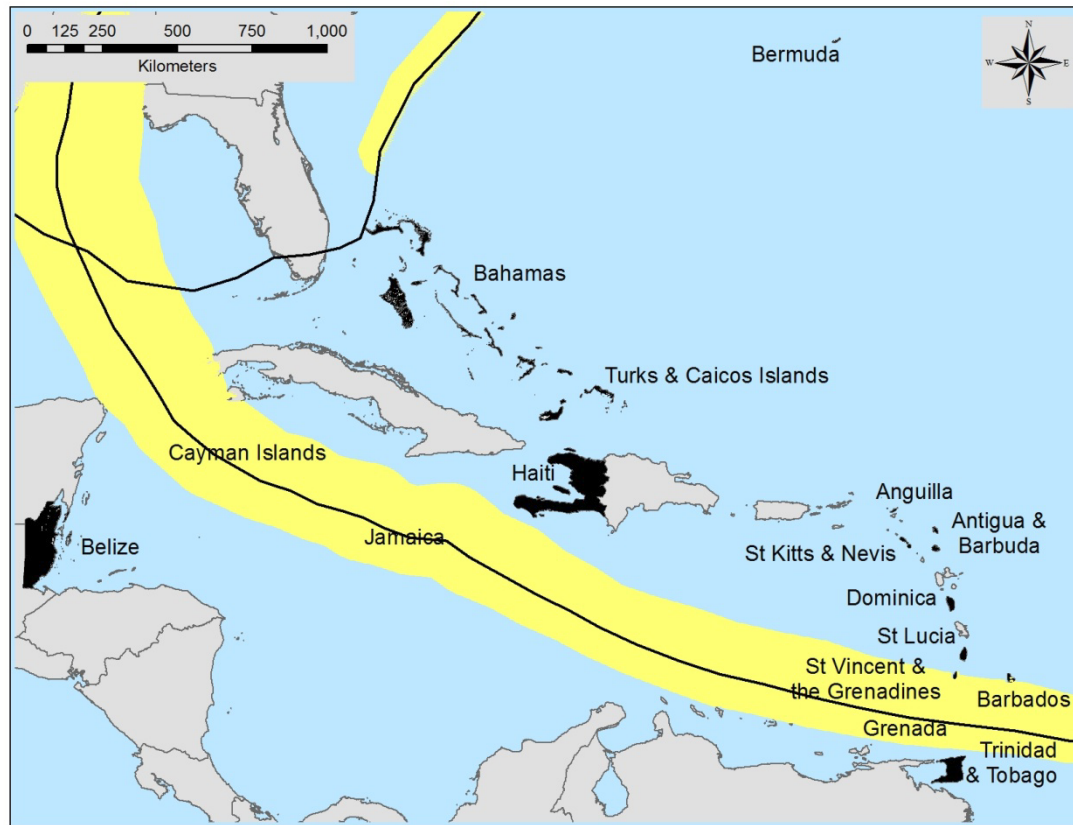 0 125 250 500 750 1,000
Kilometers
N
W E
S
Bermuda
Bahamas
Turks & Caicos Islands
Cayman Islands
Haiti
Anguilla
Antigua &
Barbuda
Jamaica
Belize
St Kitts & Nevis
Dominica
St Lucia
St Vincent &
the Grenadines
Barbados
Grenada
Trinidad
& Tobago